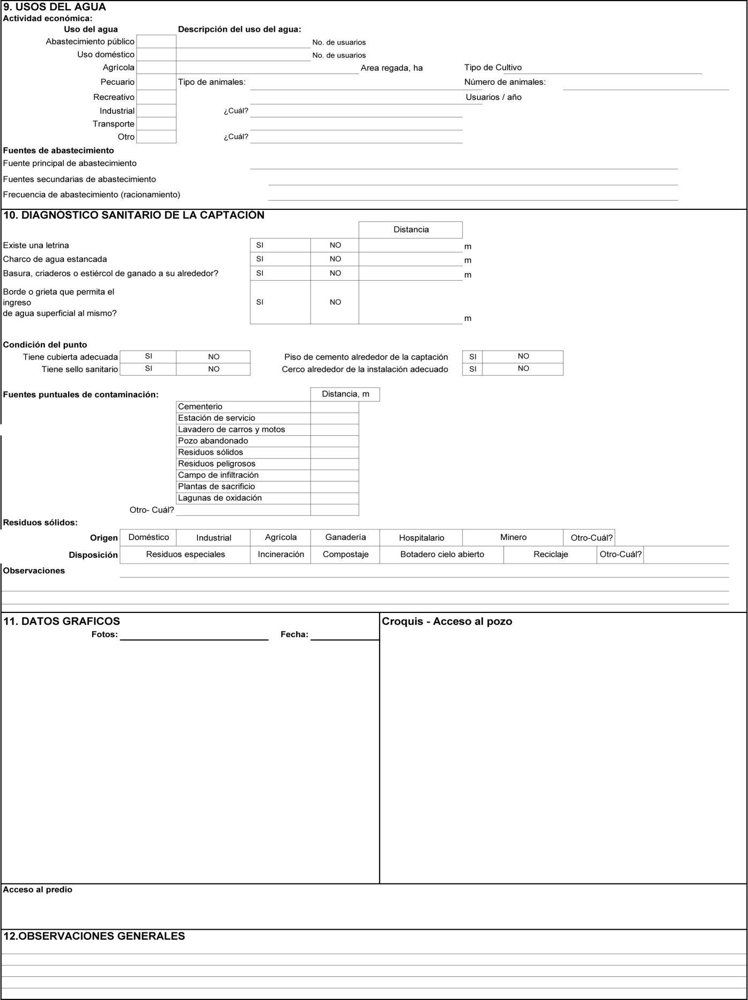 9. USOS DEL AGUA
Actividad económica:
Uso del agua Descripción del uso del agua:
Abastecimiento público No. de usuarios
Uso doméstico No. de usuarios
Agrícola Area regada, ha Tipo de Cultivo
Pecuario Tipo de animales: Número de animales:
Recreativo Usuarios / año
Industrial ¿Cuál?
Transporte
Otro ¿Cuál?
Fuentes de abastecimiento
Fuente principal de abastecimiento
Fuentes secundarias de abastecimiento
Frecuencia de abastecimiento (racionamiento)
10. DIAGNÓSTICO SANITARIO DE LA CAPTACIÓN
Distancia
Existe una letrina SI NO m
Charco de agua estancada SI NO m
Basura, criaderos o estiércol de ganado a su alrededor? SI NO m
Borde o grieta que permita el
ingreso SI NO
de agua superficial al mismo? m
Condición del punto
Tiene cubierta adecuada SI NO Piso de cemento alrededor de la captación SI NO
Tiene sello sanitario SI NO Cerco alrededor de la instalación adecuado SI NO
Fuentes puntuales de contaminación: Distancia, m
Cementerio
Estación de servicio
Lavadero de carros y motos
Pozo abandonado
Residuos sólidos
Residuos peligrosos
Campo de infiltración
Plantas de sacrificio
Lagunas de oxidación
Otro- Cuál?
Residuos sólidos:
Origen Doméstico Industrial Agrícola Ganadería Hospitalario Minero Otro-Cuál?
Disposición Residuos especiales Incineración Compostaje Botadero cielo abierto Reciclaje Otro-Cuál?
Observaciones
11. DATOS GRAFICOS Croquis - Acceso al pozo
Fotos: Fecha:
Acceso al predio
12.OBSERVACIONES GENERALES